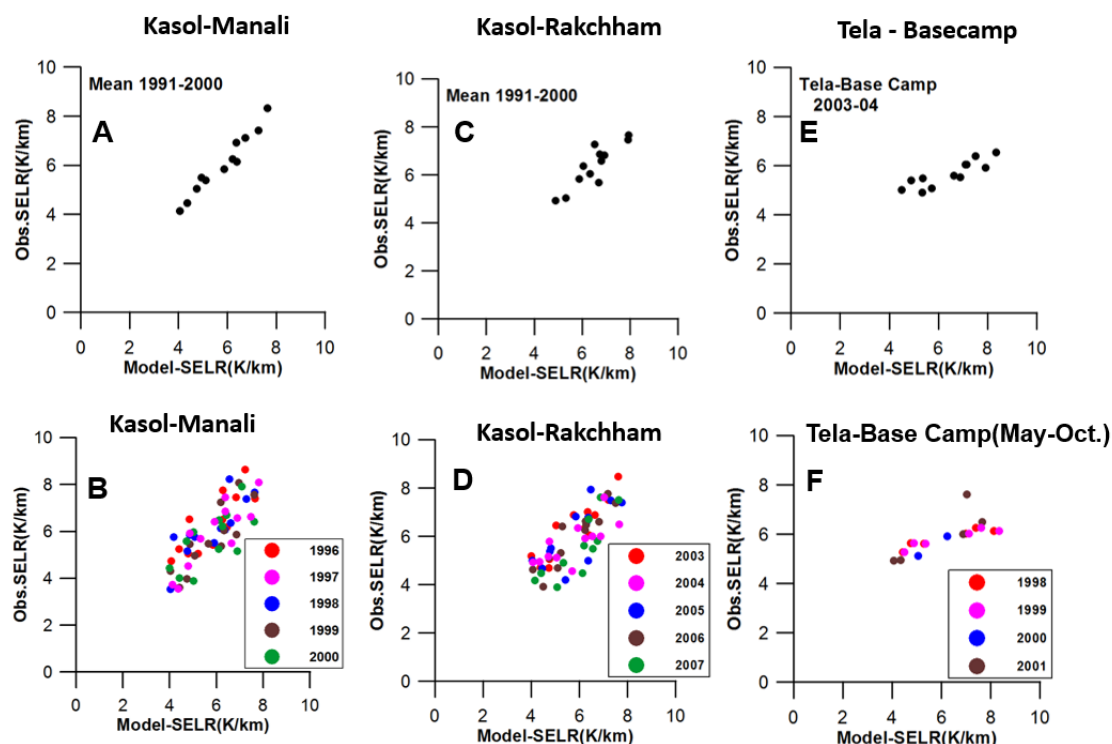 Kasol-Manali
Kasol-Rakchham
Tela - Basecamp
10
8
6
4
2
0
Obs.SELR(K/km)
Mean 1991-2000
A
0 2 4 6 8 10
Model-SELR(K/km)
10
8
6
4
2
0
Obs.SELR(K/km)
Mean 1991-2000
C
0 2 4 6 8 10
Model-SELR(K/km)
10
8
6
4
2
0
Obs.SELR(K/km)
Tela-Base Camp
2003-04
E
0 2 4 6 8 10
Model-SELR(K/km)
Kasol-Manali
Kasol-Rakchham
Tela-Base Camp(May-Oct.)
10
8
6
4
2
0
Obs.SELR(K/km)
B
1996
1997
1998
1999
2000
0 2 4 6 8 10
Model-SELR(K/km)
10
8
6
4
2
0
Obs.SELR(K/km)
D
2003
2004
2005
2006
2007
0 2 4 6 8 10
Model-SELR(K/km)
10
8
6
4
2
0
Obs.SELR(K/km)
F
1998
1999
2000
2001
0 2 4 6 8 10
Model-SELR(K/km)